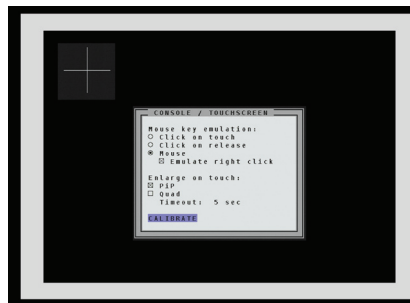 CONSOLE / TOUCHSCREEN
Mouse key emulation:
Click on touch
Click on release
Mouse
Emulate right click
Enlarge on touch:
PiP
Quad
Timeout: 5 sec
CALIBRATE